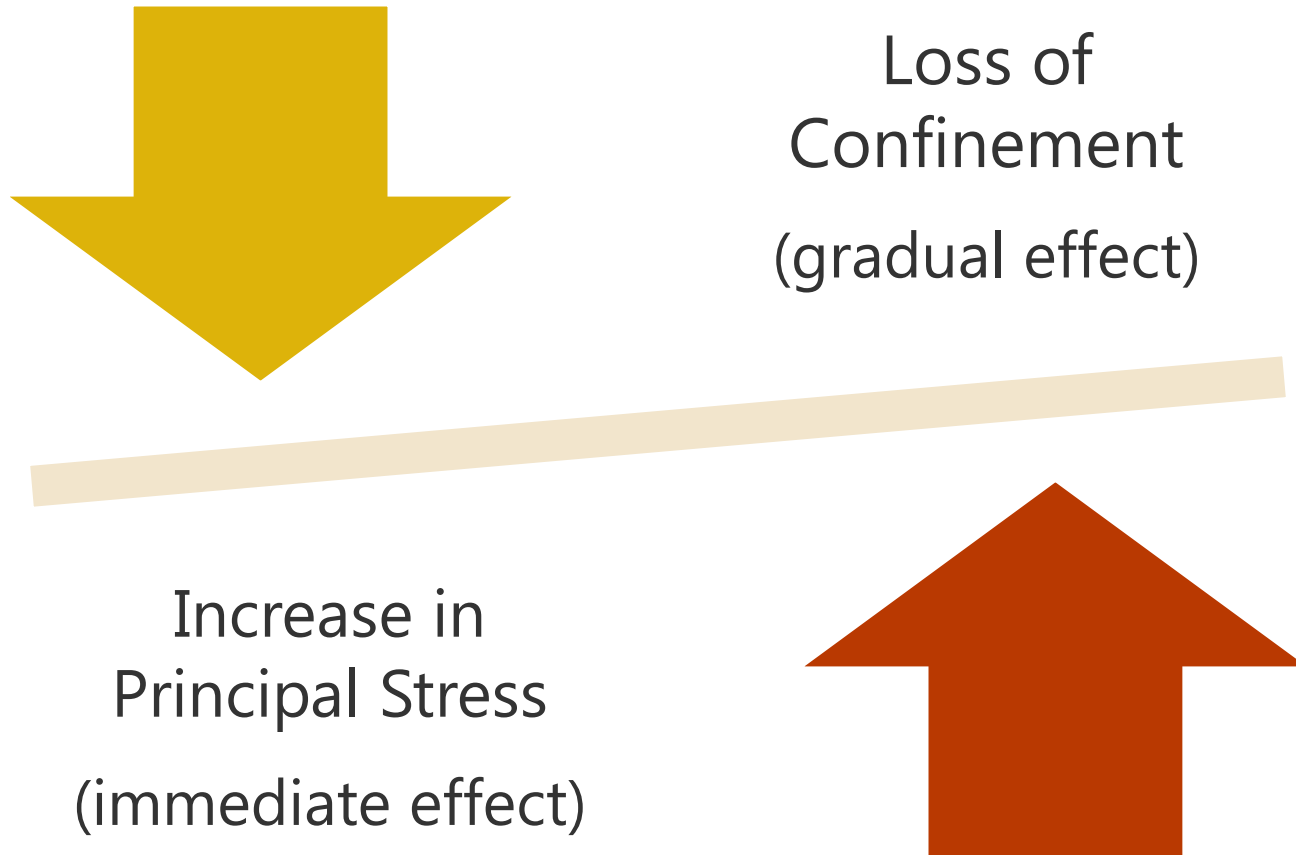 Loss of
Confinement
(gradual effect)
Increase in
Principal Stress
(immediate effect)